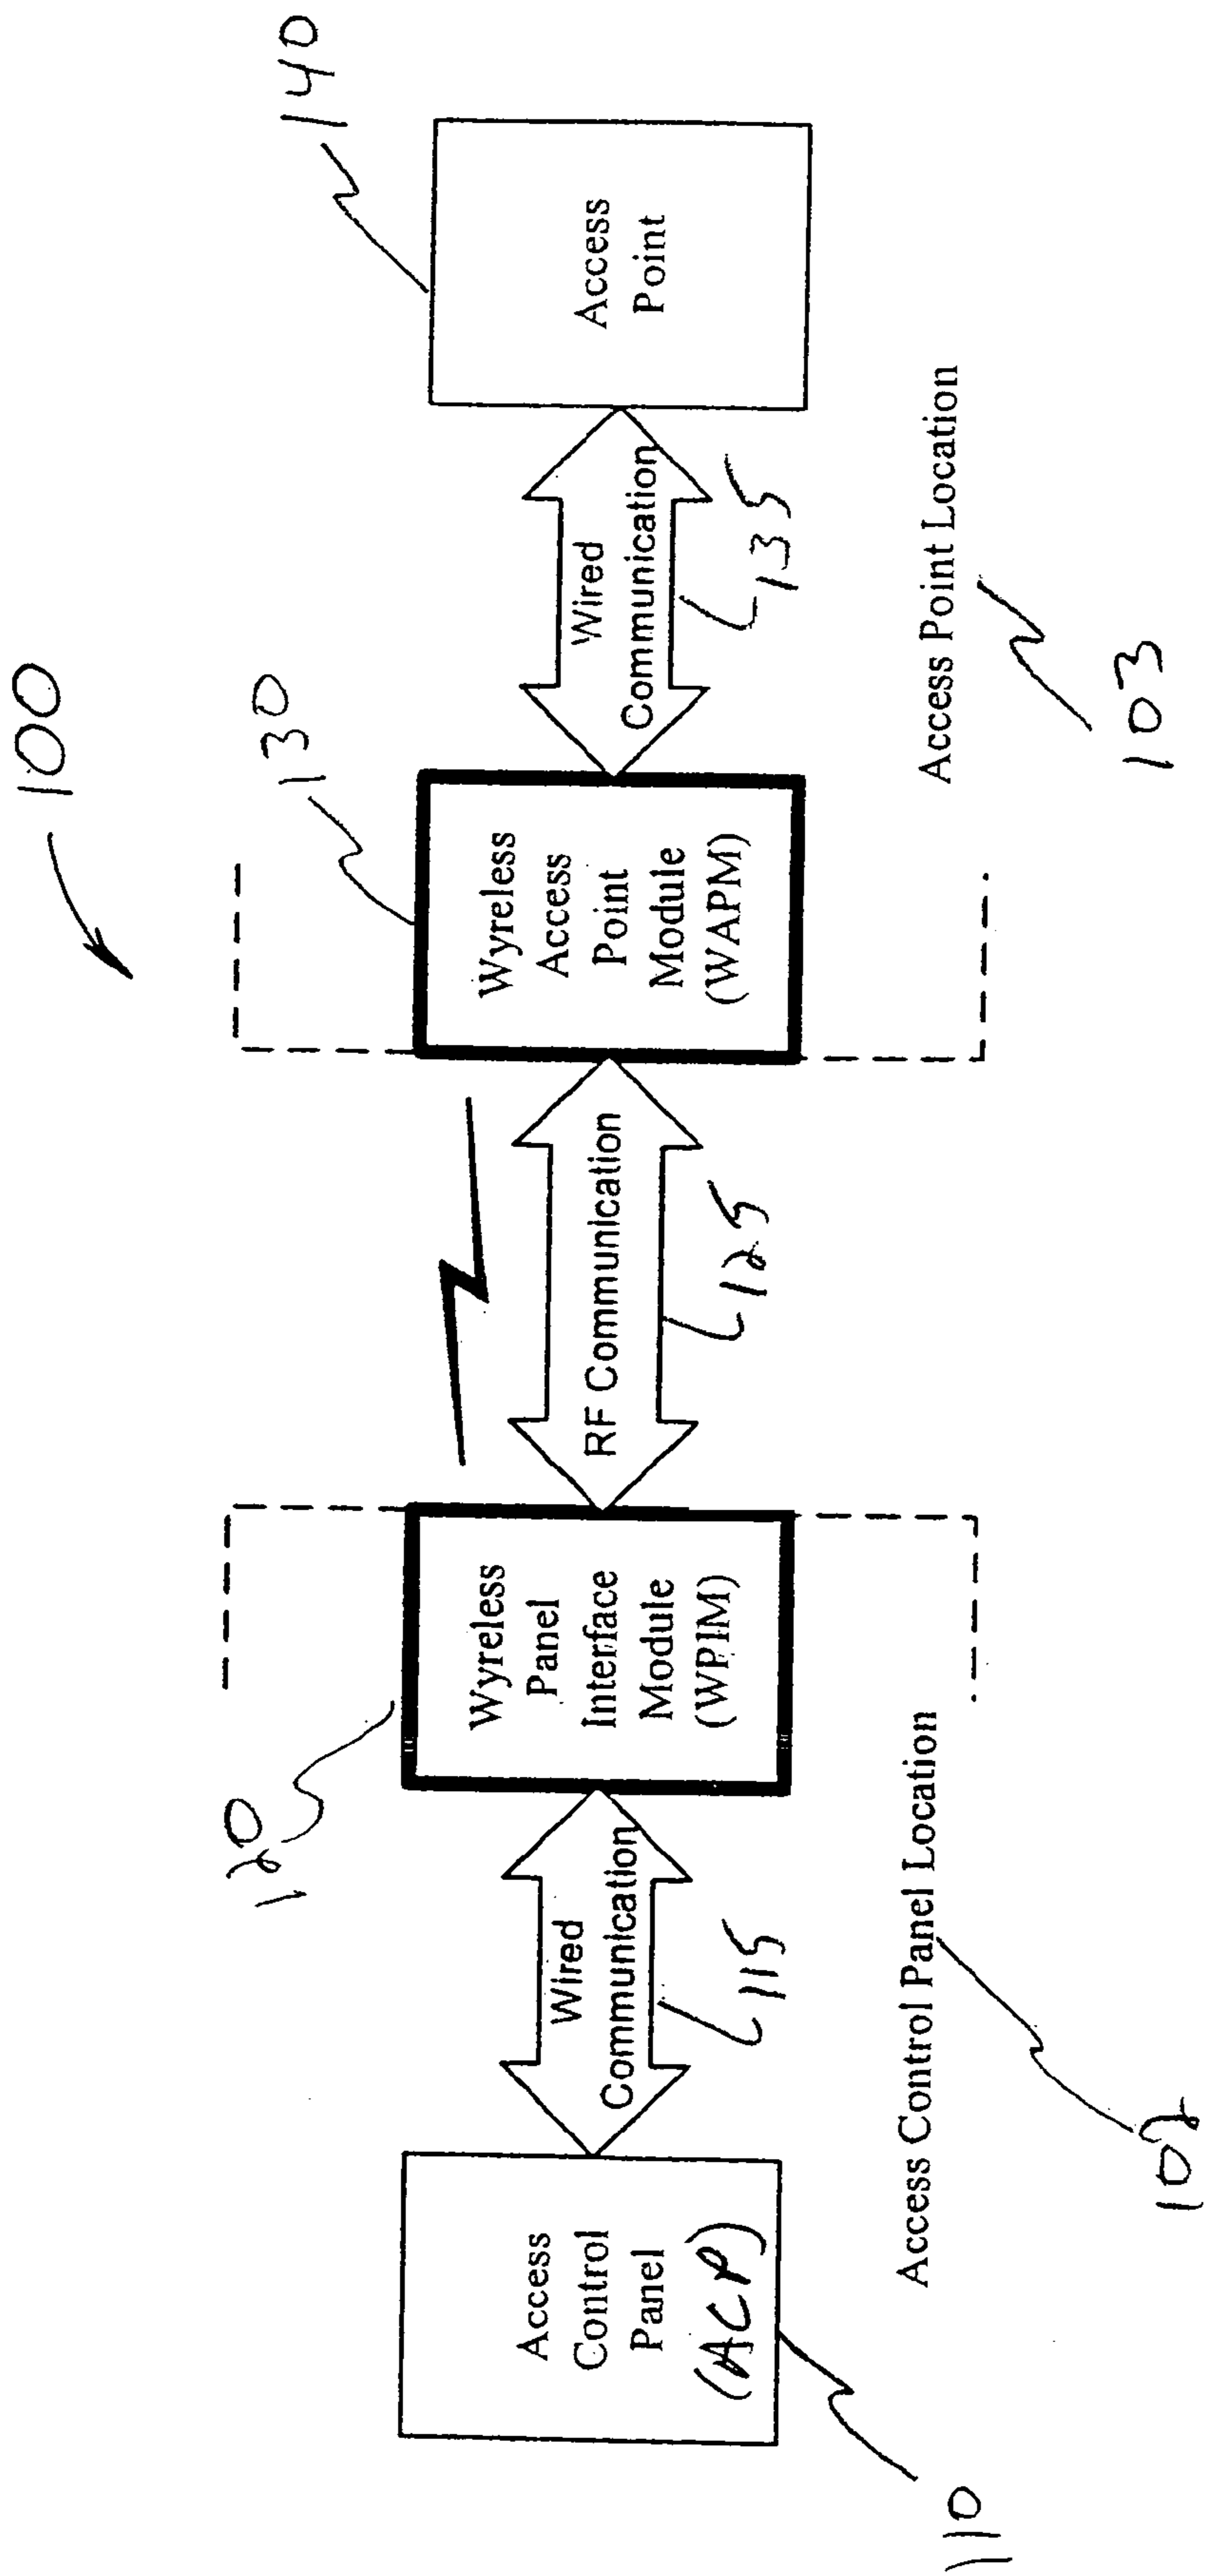 100
120
130
140
Access
Control
Panel
(ACP)
Wired
Communication
115
Wyreless
Panel
Interface
Module
(WPIM)
RF Communication
125
Wyreless
Access
Point
Module
(WAPM)
Wired
Communication
135
Access
Point
110
Access Control Panel Location
102
Access Point Location
103